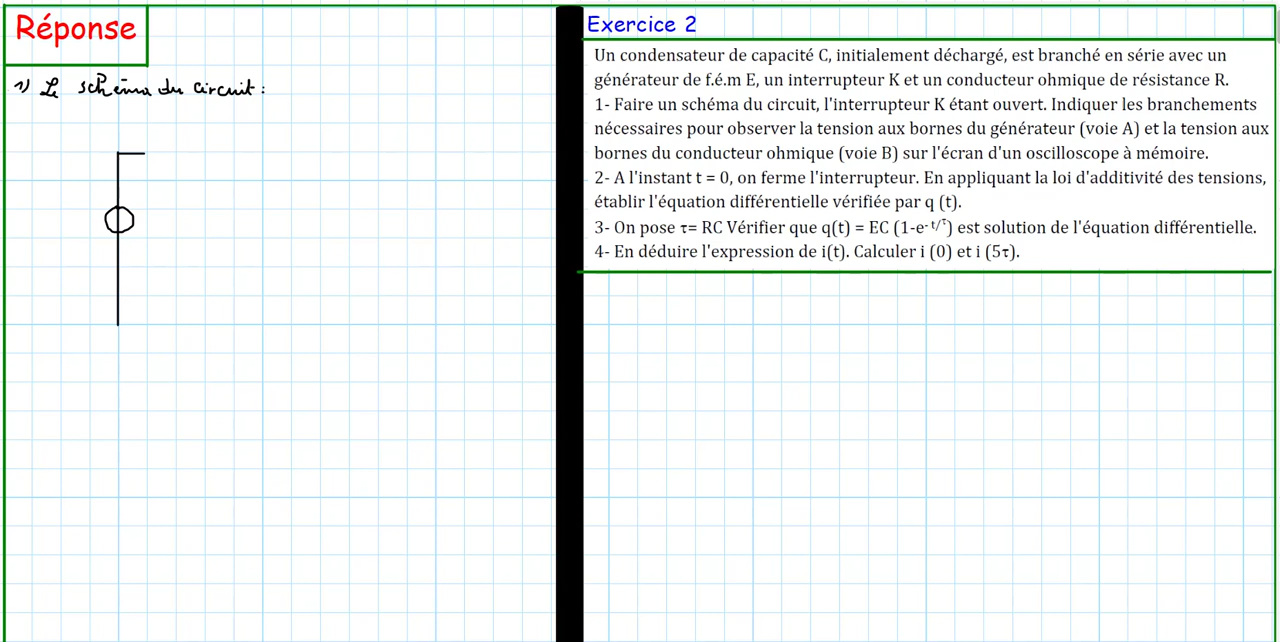 Réponse
1) Le schéma du circuit :
Exercice 2
Un condensateur de capacité C, initialement déchargé, est branché en série avec un
générateur de f.é.m E, un interrupteur K et un conducteur ohmique de résistance R.
1- Faire un schéma du circuit, l'interrupteur K étant ouvert. Indiquer les branchements
nécessaires pour observer la tension aux bornes du générateur (voie A) et la tension aux
bornes du conducteur ohmique (voie B) sur l'écran d'un oscilloscope à mémoire.
2- A l'instant t = 0, on ferme l'interrupteur. En appliquant la loi d'additivité des tensions,
établir l'équation différentielle vérifiée par q (t).
3- On pose τ= RC Vérifier que q(t) = EC (1-e- t/τ) est solution de l'équation différentielle.
4- En déduire l'expression de i(t). Calculer i (0) et i (5τ).